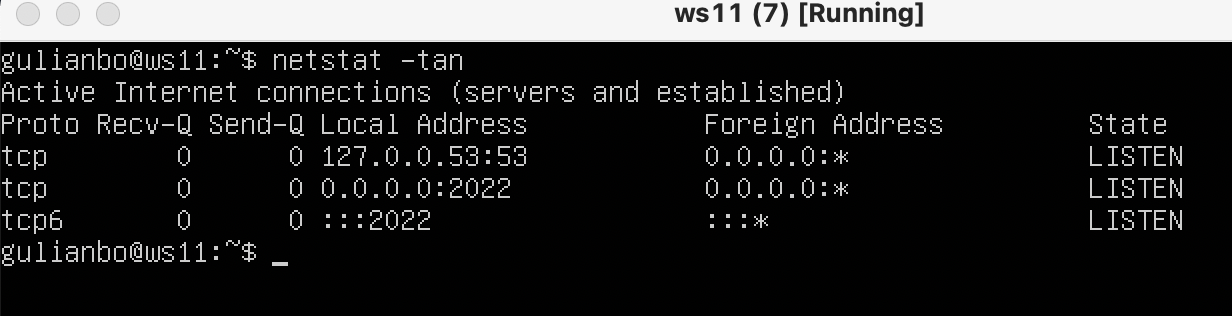 ws11 (7) [Running]
gulianbo@ws11:~$ netstat -tan
Active Internet connections (servers and established)
Proto Recv-Q Send-Q Local Address           Foreign Address         State
tcp        0      0 127.0.0.53:53           0.0.0.0:*               LISTEN
tcp        0      0 0.0.0.0:2022            0.0.0.0:*               LISTEN
tcp6       0      0 :::2022                 :::*                    LISTEN
gulianbo@ws11:~$ _